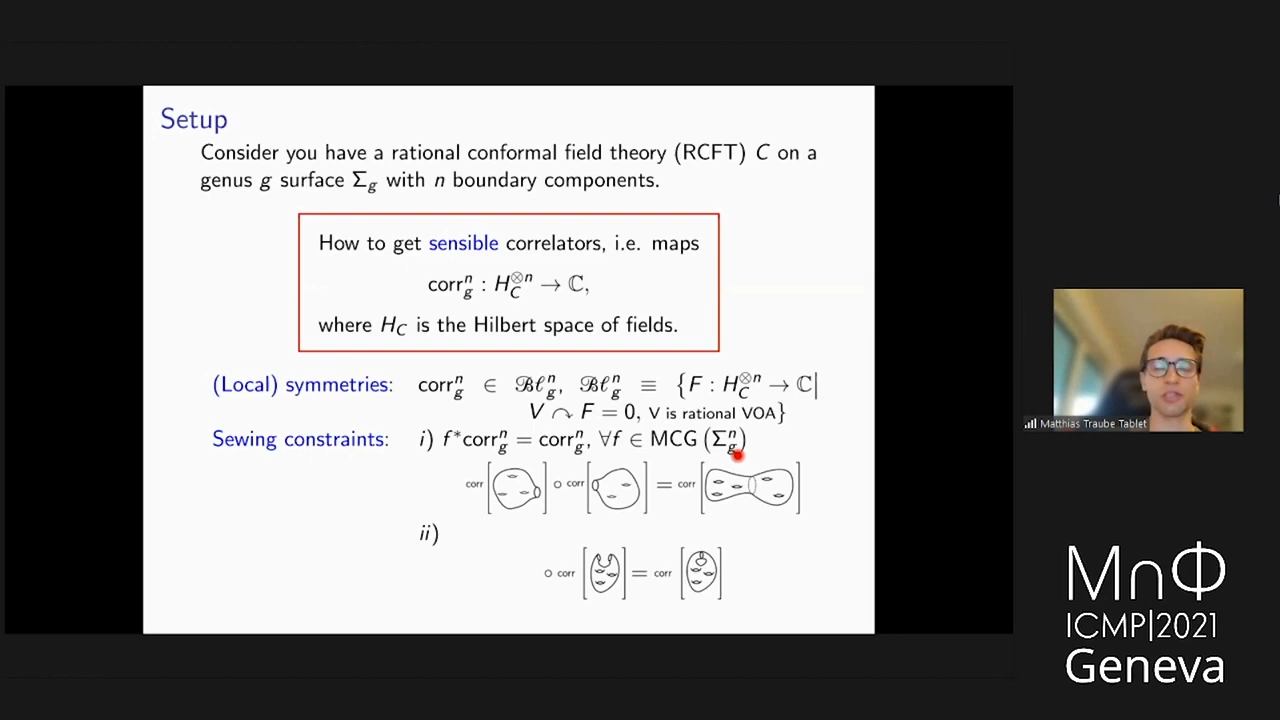 Setup
Consider you have a rational conformal field theory (RCFT) C on a
genus g surface Σ_g with n boundary components.
How to get sensible correlators, i.e. maps
corr^n_g : H_C^{⊗n} → ℂ,
where H_C is the Hilbert space of fields.
(Local) symmetries: corr^n_g ∈ ℬℓ^n_g, ℬℓ^n_g ≡ {F : H_C^{⊗n} → ℂ|
V ↷ F = 0, V is rational VOA}
Sewing constraints: i) f*corr^n_g = corr^n_g, ∀f ∈ MCG (Σ^n_g)
corr [ ] ○ corr [ ] = corr [ ]
ii)
○ corr [ ] = corr [ ]
Matthias Traube Tablet
M∩Φ
ICMP|2021
Geneva